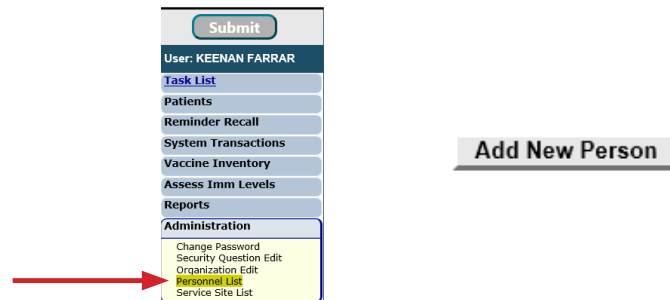 Submit
User: KEENAN FARRAR
Task List
Patients
Reminder Recall
System Transactions
Vaccine Inventory
Assess Imm Levels
Reports
Administration
Change Password
Security Question Edit
Organization Edit
Personnel List
Service Site List
Add New Person